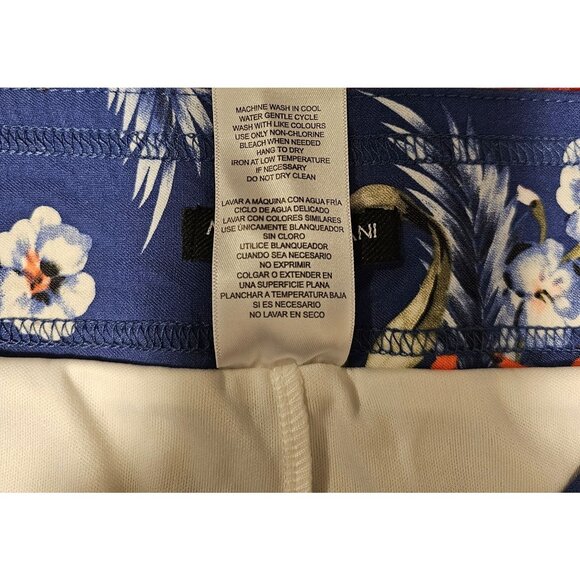 MACHINE WASH IN COOL
WATER GENTLE CYCLE
WASH WITH LIKE COLOURS
USE ONLY NON-CHLORINE
BLEACH WHEN NEEDED
HANG TO DRY
IRON AT LOW TEMPERATURE
IF NECESSARY
DO NOT DRY CLEAN
LAVAR A MÁQUINA CON AGUA FRÍA
CICLO DE AGUA DELICADO
LAVAR CON COLORES SIMILARES
USE ÚNICAMENTE BLANQUEADOR
SIN CLORO
UTILICE BLANQUEADOR
CUANDO SEA NECESARIO
NO EXPRIMIR
COLGAR O EXTENDER EN
UNA SUPERFICIE PLANA
PLANCHAR A TEMPERATURA BAJA
SI ES NECESARIO
NO LAVAR EN SECO